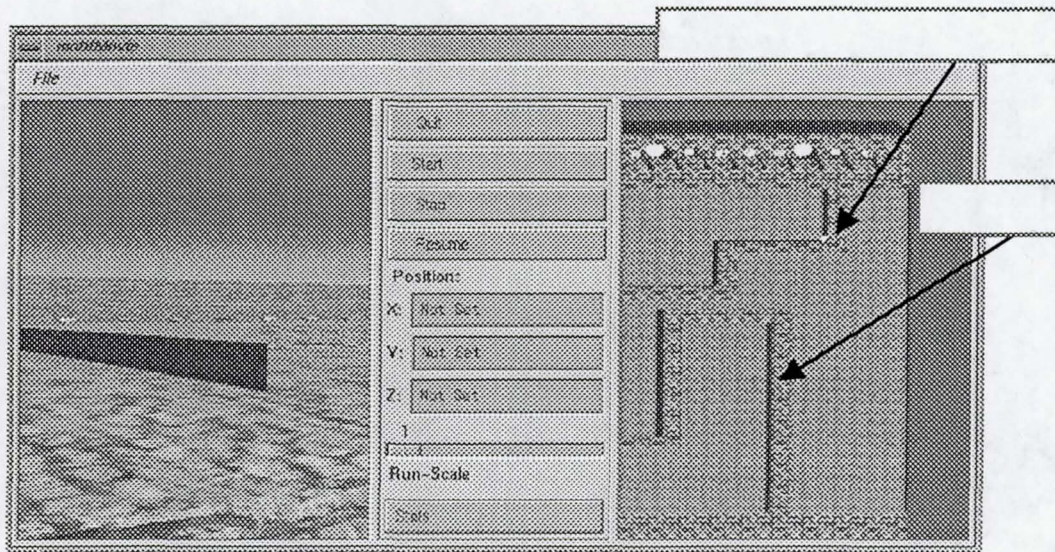 File
Quit
Start
Stop
Resume
Position:
X: Not Set
Y: Not Set
Z: Not Set
1
Run-Scale
Stats